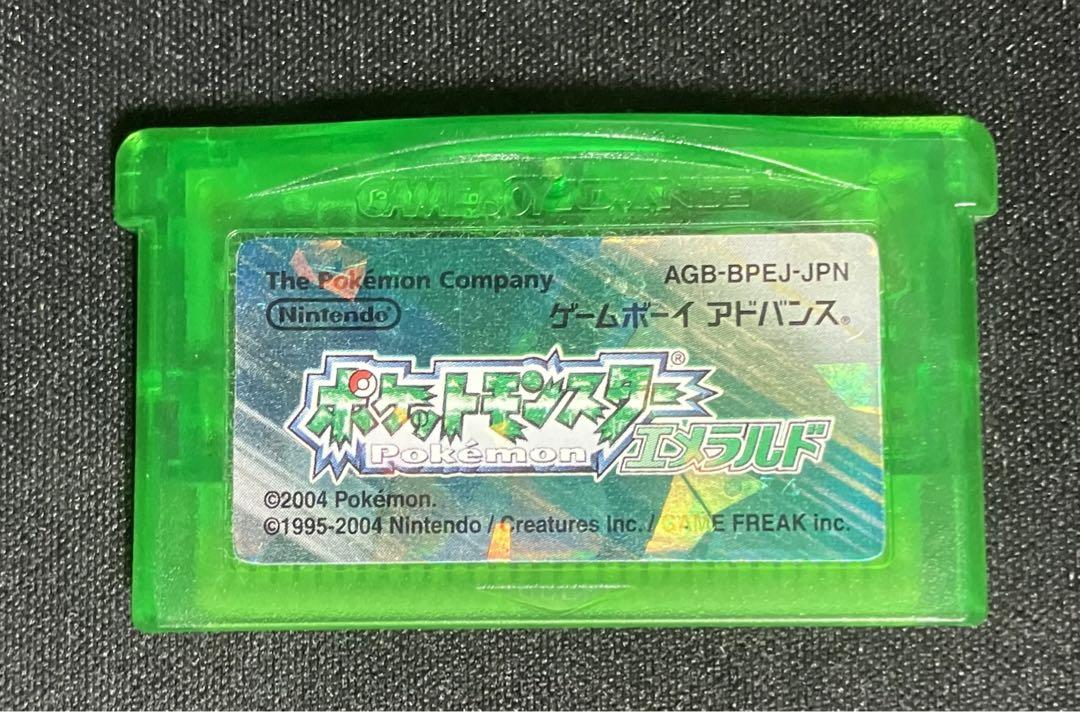 GAME BOY ADVANCE
The Pokémon Company
AGB-BPEJ-JPN
Nintendo®
ゲームボーイ アドバンス®
ポケットモンスター®
Pokémon
エメラルド
©2004 Pokémon.
©1995-2004 Nintendo / Creatures Inc. / GAME FREAK inc.